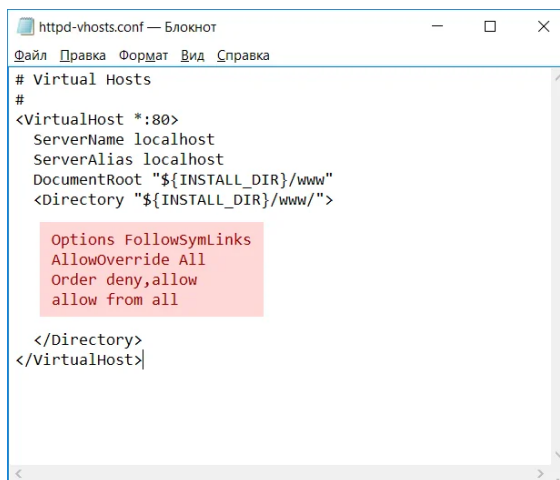 httpd-vhosts.conf — Блокнот
Файл Правка Формат Вид Справка
# Virtual Hosts
#
<VirtualHost *:80>
ServerName localhost
ServerAlias localhost
DocumentRoot "${INSTALL_DIR}/www"
<Directory "${INSTALL_DIR}/www/">
Options FollowSymLinks
AllowOverride All
Order deny,allow
allow from all
</Directory>
</VirtualHost>